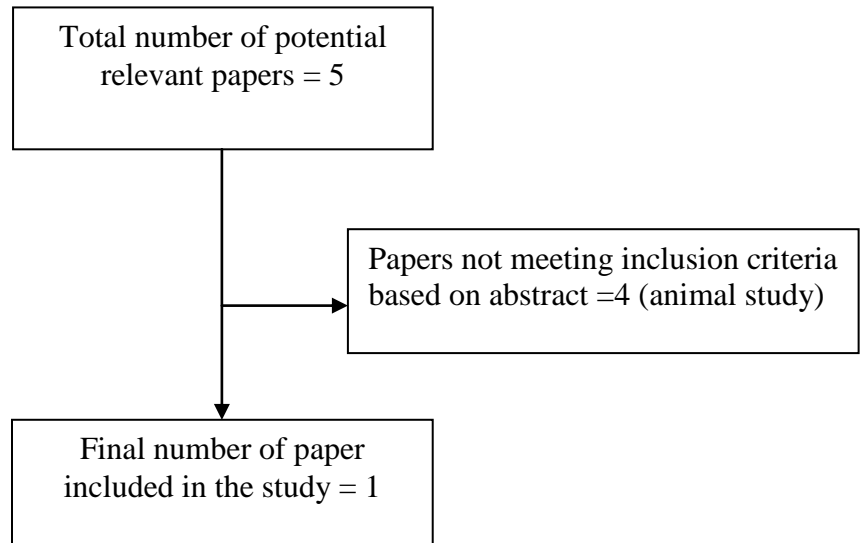 Total number of potential
relevant papers = 5
Papers not meeting inclusion criteria
based on abstract =4 (animal study)
Final number of paper
included in the study = 1